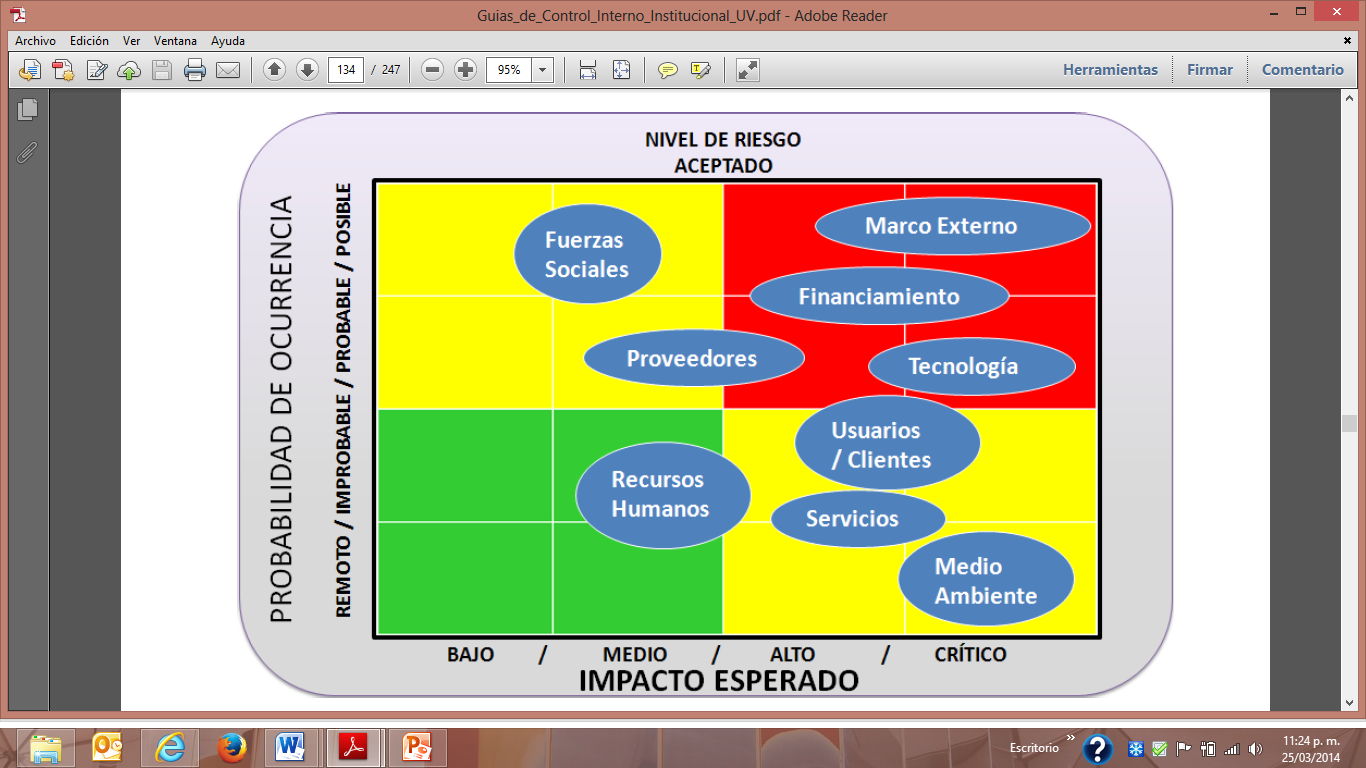 Guias_de_Control_Interno_Institucional_UV.pdf - Adobe Reader
Archivo Edición Ver Ventana Ayuda
134 / 247 95% Herramientas Firmar Comentario
NIVEL DE RIESGO
ACEPTADO
PROBABILIDAD DE OCURRENCIA
REMOTO / IMPROBABLE / PROBABLE / POSIBLE
Fuerzas
Sociales
Marco Externo
Financiamiento
Proveedores
Tecnología
Usuarios
/ Clientes
Recursos
Humanos
Servicios
Medio
Ambiente
BAJO / MEDIO / ALTO / CRÍTICO
IMPACTO ESPERADO
Escritorio
11:24 p. m.
25/03/2014